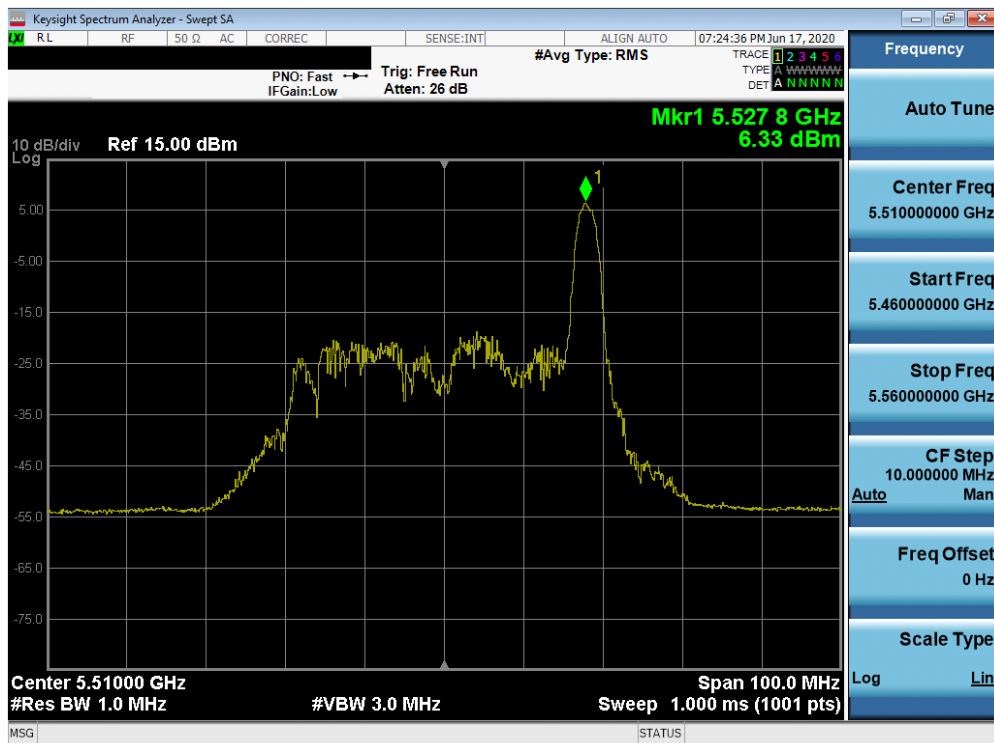 Keysight Spectrum Analyzer - Swept SA
LXI RL RF 50 Ω AC CORREC SENSE:INT ALIGN AUTO 07:24:36 PM Jun 17, 2020
#Avg Type: RMS
TRACE 1 2 3 4 5 6
PNO: Fast Trig: Free Run
TYPE A WWWWW
IFGain:Low Atten: 26 dB
DET A N N N N N
Mkr1 5.527 8 GHz
6.33 dBm
10 dB/div Ref 15.00 dBm
Log
1
5.00
-5.00
-15.0
-25.0
-35.0
-45.0
-55.0
-65.0
-75.0
Center 5.51000 GHz Span 100.0 MHz
#Res BW 1.0 MHz #VBW 3.0 MHz Sweep 1.000 ms (1001 pts)
MSG STATUS
Frequency
Auto Tune
Center Freq
5.510000000 GHz
Start Freq
5.460000000 GHz
Stop Freq
5.560000000 GHz
CF Step
10.000000 MHz
Auto Man
Freq Offset
0 Hz
Scale Type
Log Lin